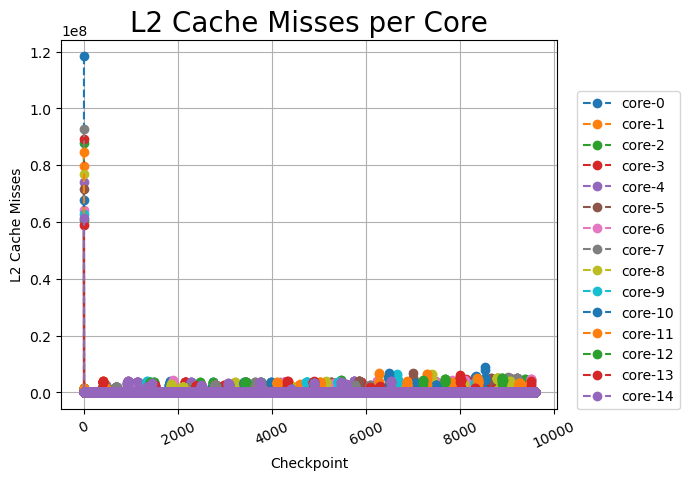 L2 Cache Misses per Core
1e8
1.2
1.0
0.8
0.6
0.4
0.2
0.0
L2 Cache Misses
0
2000
4000
6000
8000
10000
Checkpoint
core-0
core-1
core-2
core-3
core-4
core-5
core-6
core-7
core-8
core-9
core-10
core-11
core-12
core-13
core-14